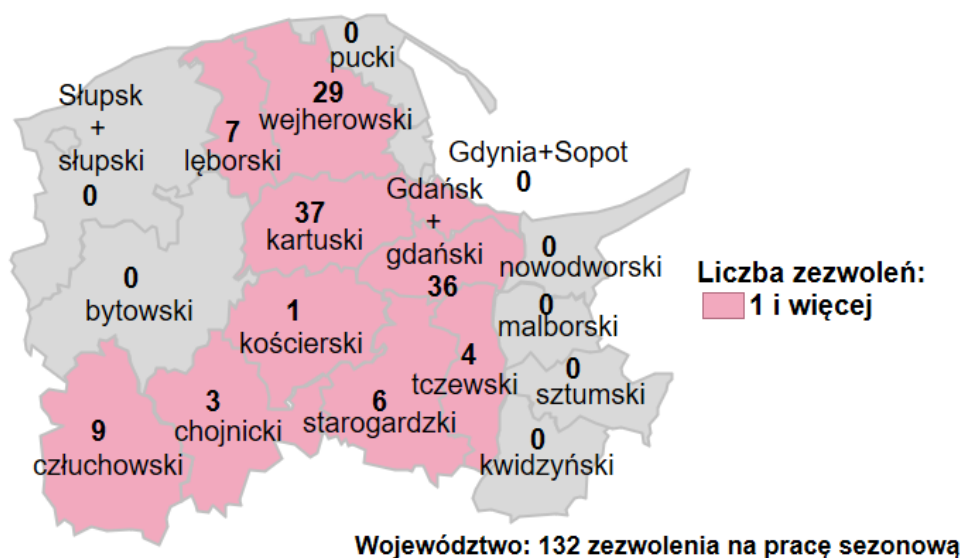 0
pucki
Słupsk
+
słupski
0
29
wejherowski
7
lęborski
Gdynia+Sopot
0
Gdańsk
+
gdański
36
37
kartuski
0
nowodworski
0
bytowski
1
kościerski
0
malborski
4
tczewski
0
sztumski
9
człuchowski
3
chojnicki
6
starogardzki
0
kwidzyński
Liczba zezwoleń:
1 i więcej
Województwo: 132 zezwolenia na pracę sezonową